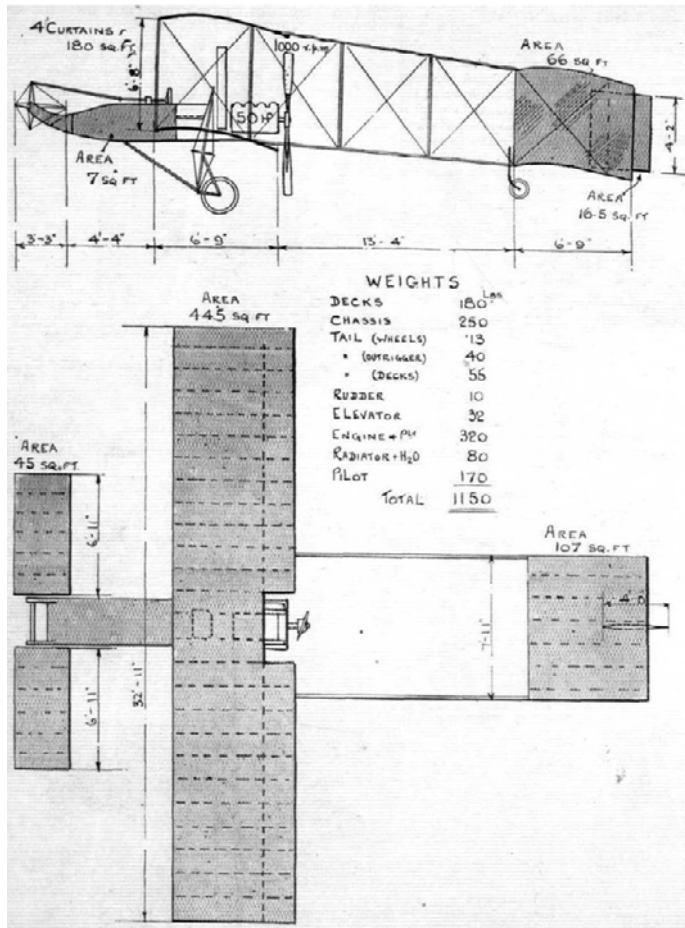 4 CURTAINS
180 SQ. FT.
6'-8"
1000 r.p.m
50 HP
AREA
7 SQ FT
AREA
66 SQ FT
4'-2"
AREA
16.5 SQ. FT
3'-3"
4'-4"
6'-9"
13'-4"
6'-9"
WEIGHTS
DECKS 180 Lbs
CHASSIS 250
TAIL (WHEELS) 13
" (OUTRIGGER) 40
" (DECKS) 55
RUDDER 10
ELEVATOR 32
ENGINE + 320
RADIATOR + H2O 80
PILOT 170
TOTAL 1150
AREA
445 SQ FT
AREA
45 SQ. FT.
6'-11"
6'-11"
32'-11"
AREA
107 SQ. FT
7'-11"